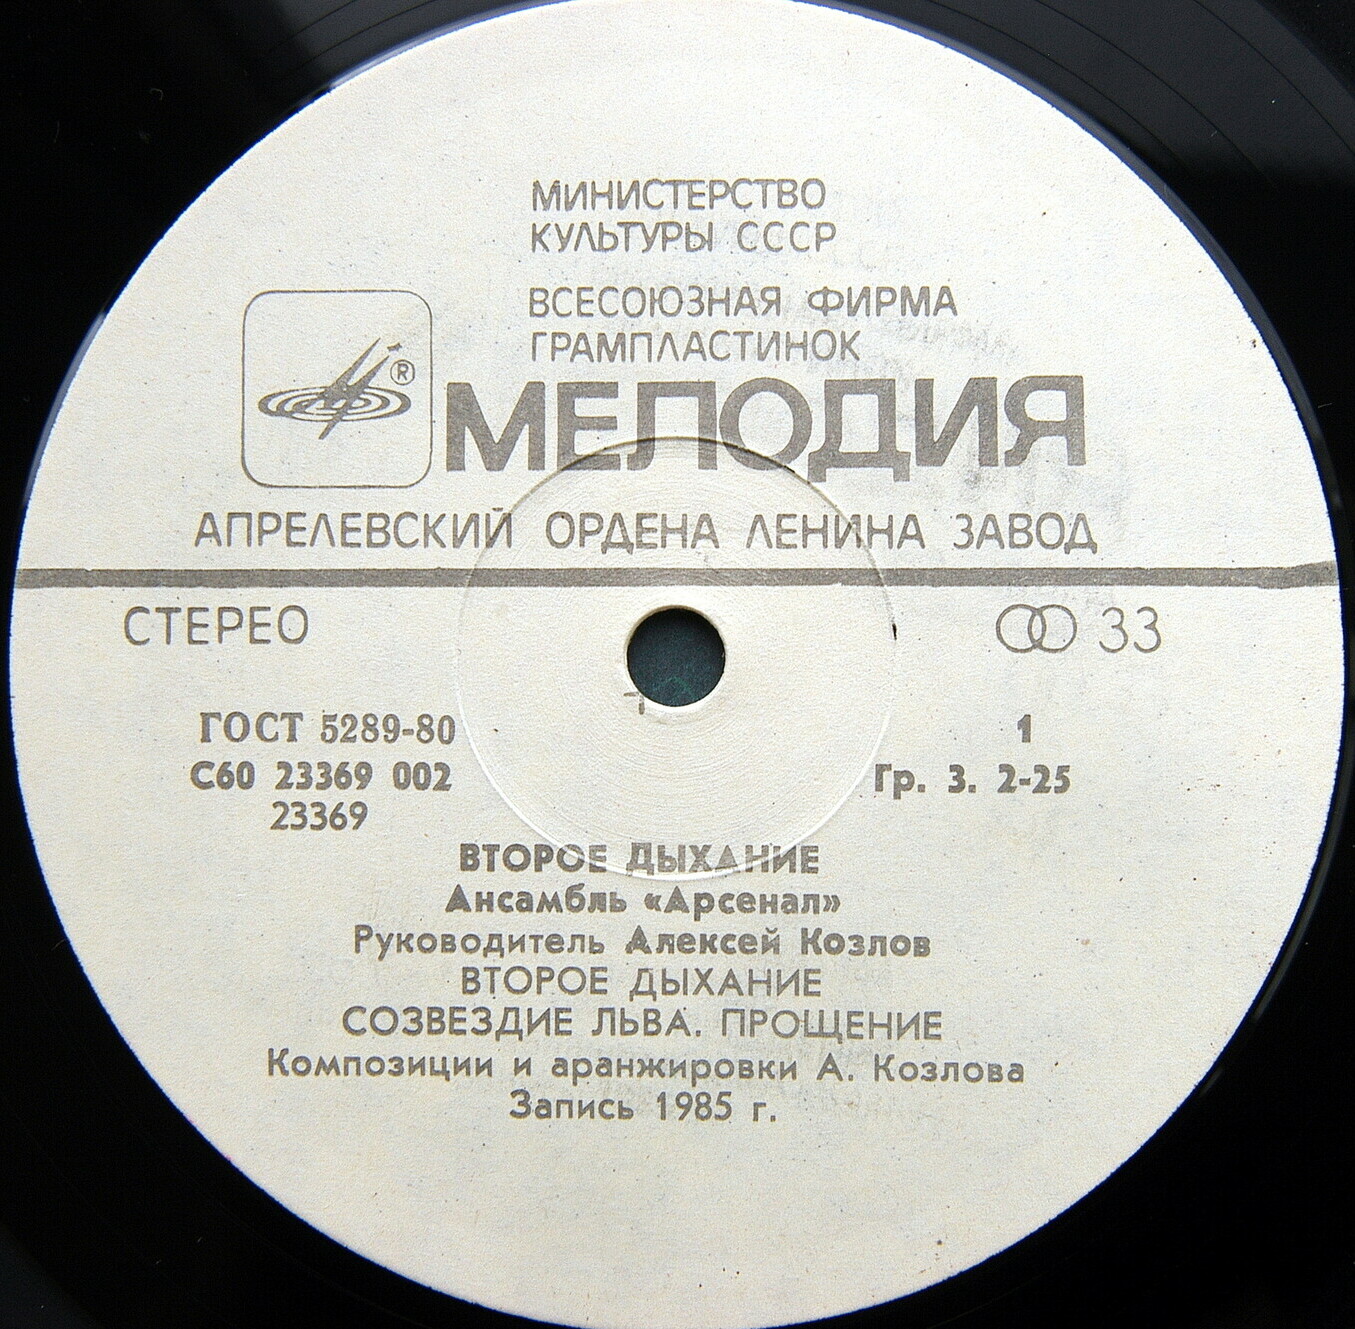 МИНИСТЕРСТВО
КУЛЬТУРЫ СССР
ВСЕСОЮЗНАЯ ФИРМА
ГРАМПЛАСТИНОК
®
МЕЛОДИЯ
АПРЕЛЕВСКИЙ ОРДЕНА ЛЕНИНА ЗАВОД
СТЕРЕО 33
ГОСТ 5289-80 1
С60 23369 002 Гр. 3. 2-25
23369
ВТОРОЕ ДЫХАНИЕ
Ансамбль «Арсенал»
Руководитель Алексей Козлов
ВТОРОЕ ДЫХАНИЕ
СОЗВЕЗДИЕ ЛЬВА. ПРОЩЕНИЕ
Композиции и аранжировки А. Козлова
Запись 1985 г.